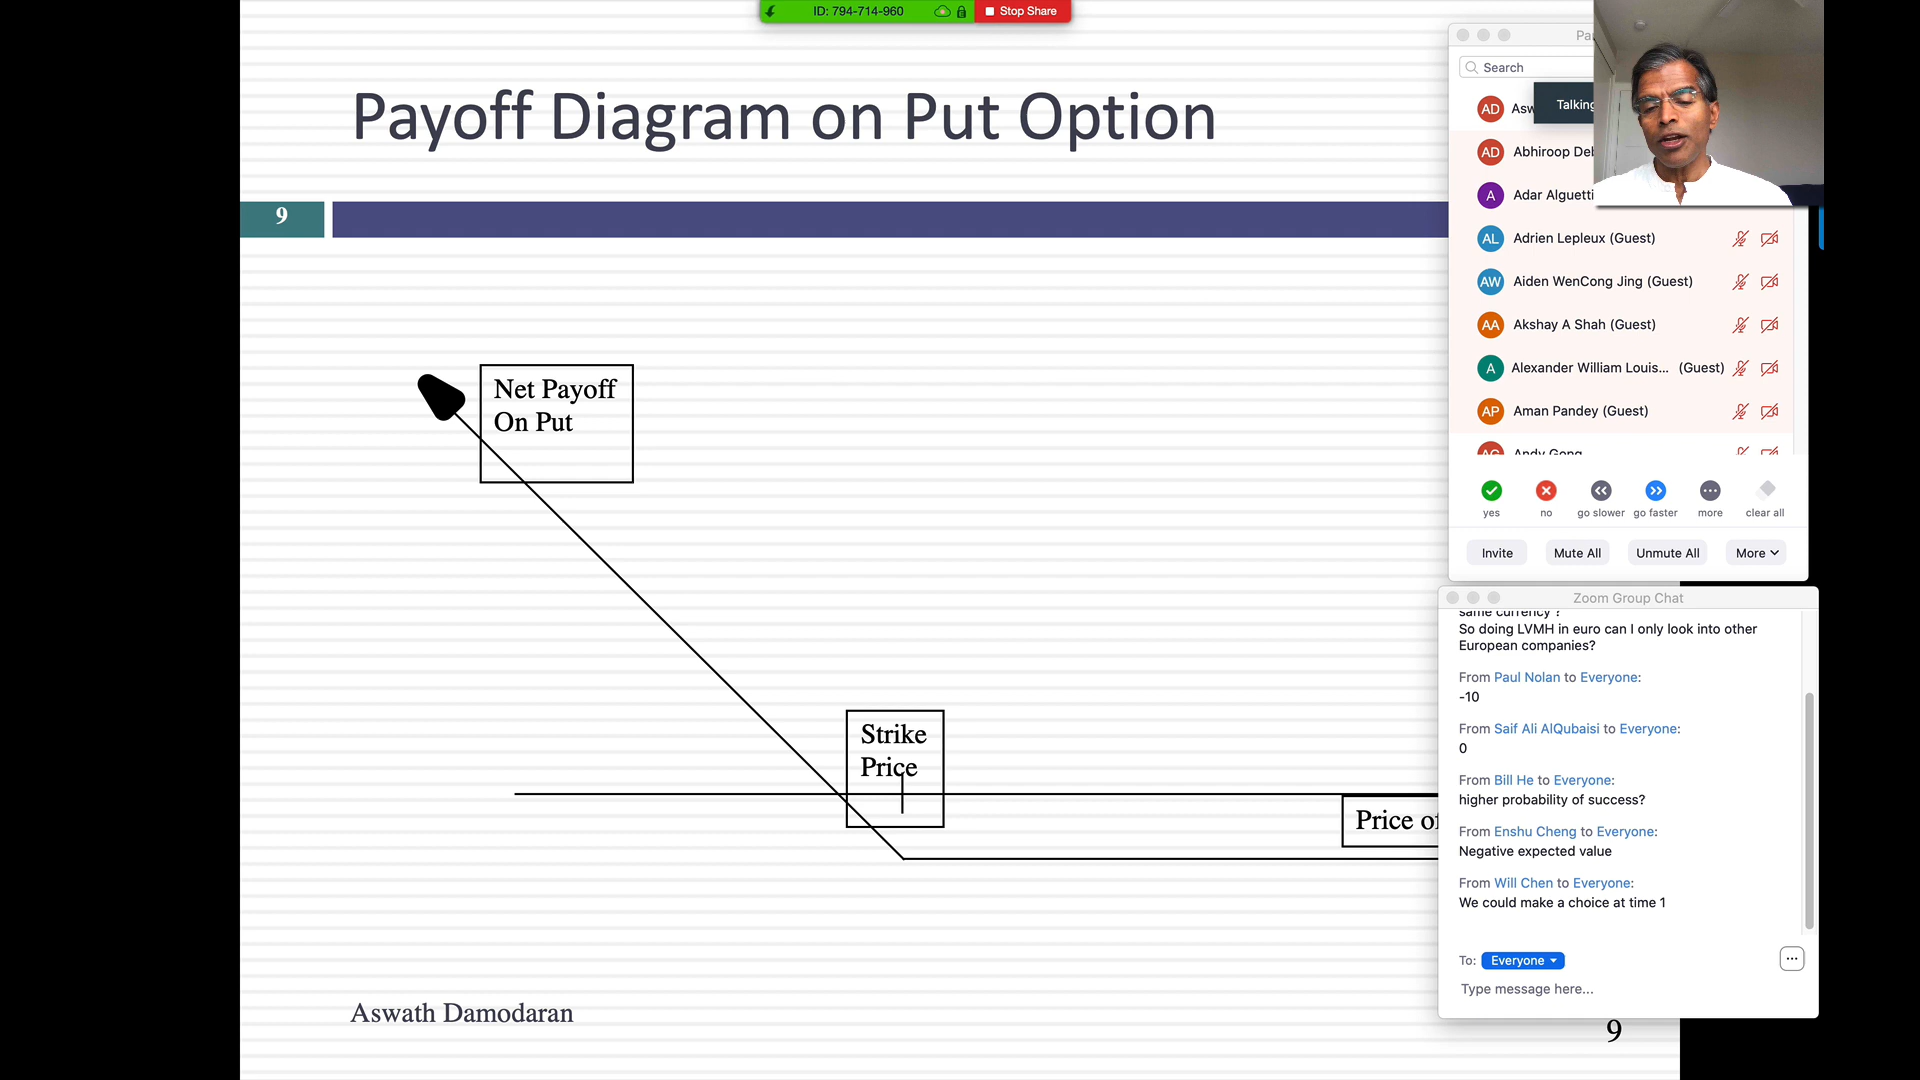 ID: 794-714-960
Stop Share
Payoff Diagram on Put Option
9
Net Payoff
On Put
Strike
Price
Price of
Aswath Damodaran
9
Search
Talking
AD
AD Abhiroop Deb
A Adar Alguetti
AL Adrien Lepleux (Guest)
AW Aiden WenCong Jing (Guest)
AA Akshay A Shah (Guest)
A Alexander William Louis... (Guest)
AP Aman Pandey (Guest)
AG Andy Gong
yes no go slower go faster more clear all
Invite Mute All Unmute All More
Zoom Group Chat
same currency ?
So doing LVMH in euro can I only look into other
European companies?
From Paul Nolan to Everyone:
-10
From Saif Ali AlQubaisi to Everyone:
0
From Bill He to Everyone:
higher probability of success?
From Enshu Cheng to Everyone:
Negative expected value
From Will Chen to Everyone:
We could make a choice at time 1
To: Everyone
Type message here...